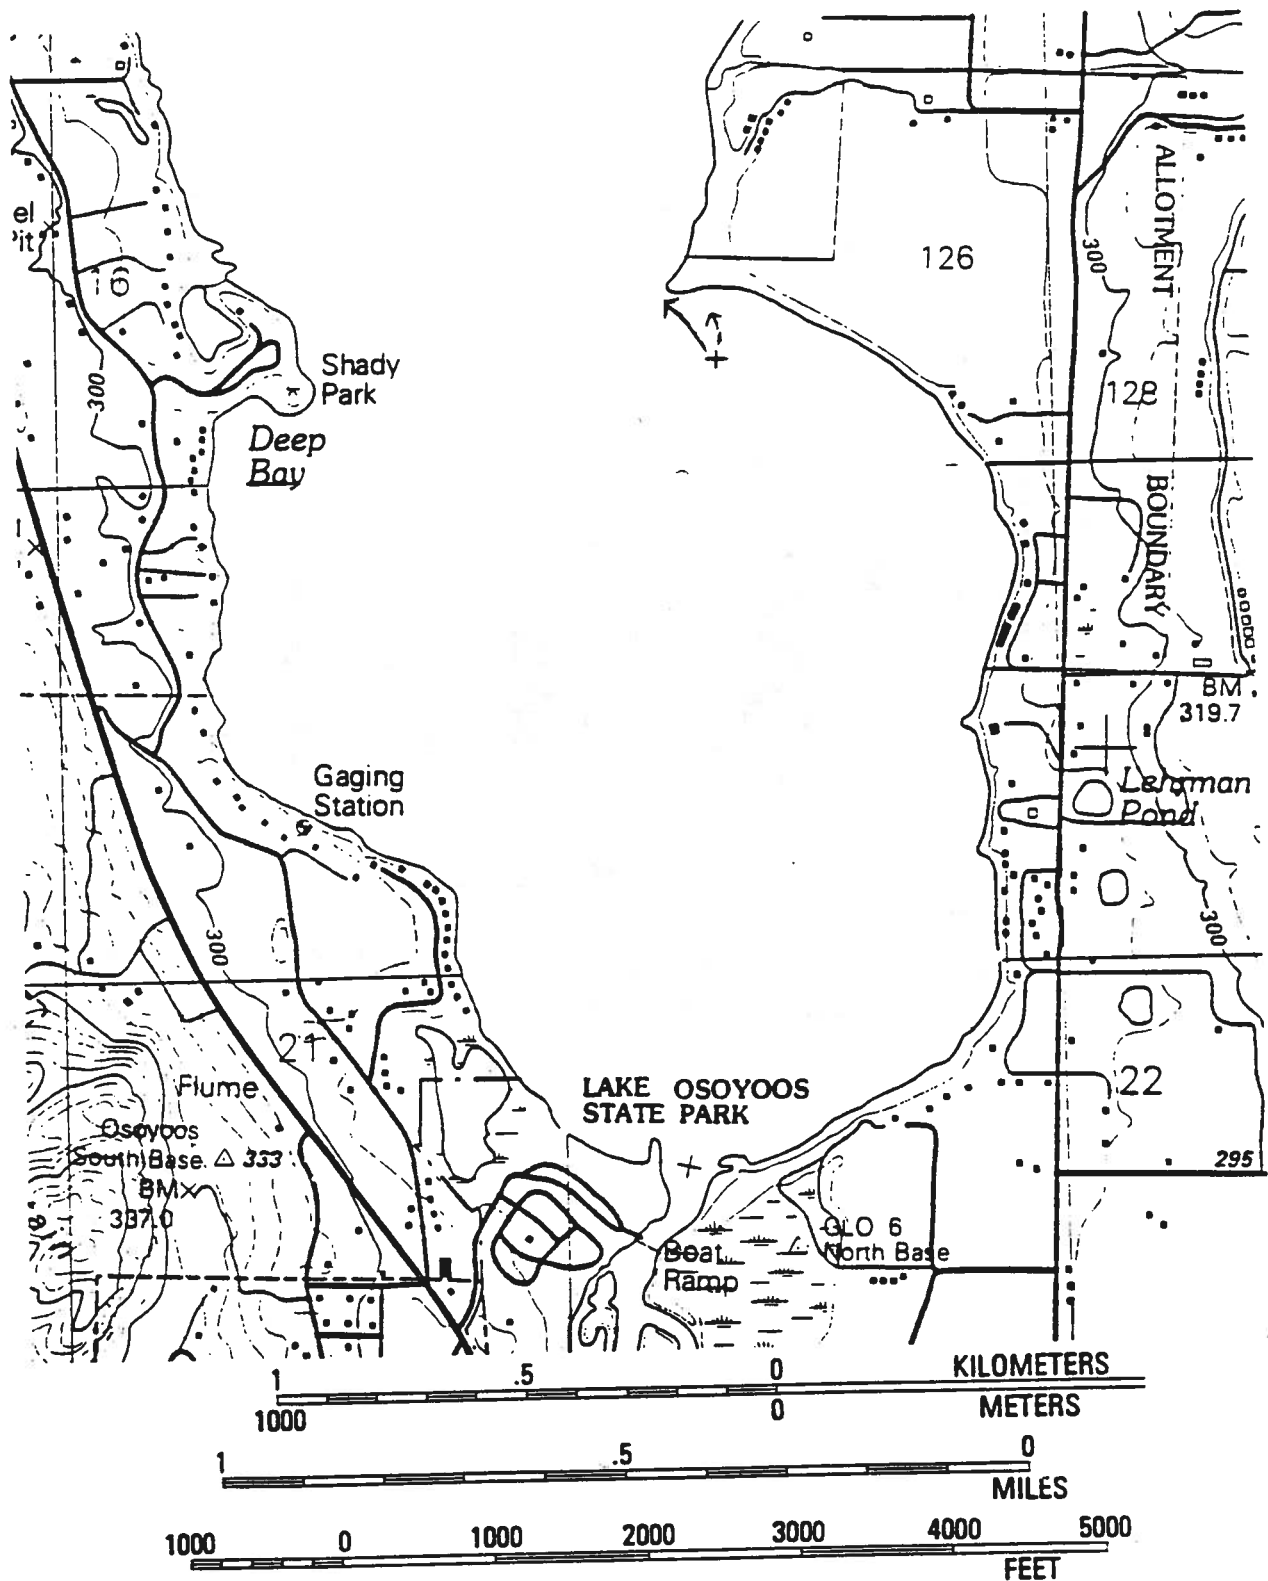 el
it
126
ALLOTMENT
300
Shady
Park
300
128
Deep
Bay
BOUNDARY
BM
319.7
Gaging
Station
Lehrman
Pond
300
300
21
22
Flume
LAKE OSOYOOS
STATE PARK
Osoyoos
South Base 333
295
BM
337.0
GLO 6
North Base
Boat
Ramp
1 .5 0 KILOMETERS
1000 0 METERS
1 .5 0
MILES
1000 0 1000 2000 3000 4000 5000
FEET